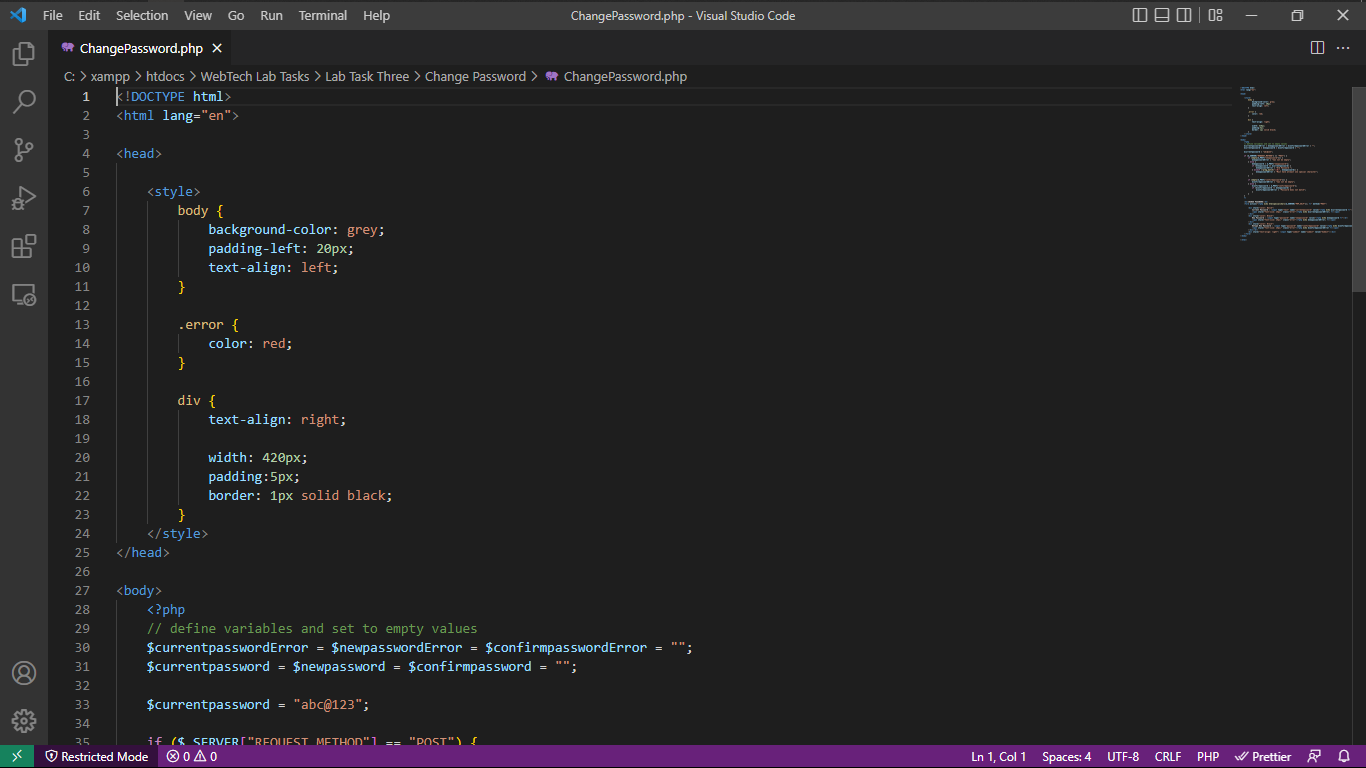 File Edit Selection View Go Run Terminal Help ChangePassword.php - Visual Studio Code
ChangePassword.php
C: > xampp > htdocs > WebTech Lab Tasks > Lab Task Three > Change Password > ChangePassword.php
1 <!DOCTYPE html>
2 <html lang="en">
3
4 <head>
5
6 <style>
7 body {
8 background-color: grey;
9 padding-left: 20px;
10 text-align: left;
11 }
12
13 .error {
14 color: red;
15 }
16
17 div {
18 text-align: right;
19
20 width: 420px;
21 padding:5px;
22 border: 1px solid black;
23 }
24 </style>
25 </head>
26
27 <body>
28 <?php
29 // define variables and set to empty values
30 $currentpasswordError = $newpasswordError = $confirmpasswordError = "";
31 $currentpassword = $newpassword = $confirmpassword = "";
32
33 $currentpassword = "abc@123";
34
35 if ($_SERVER["REQUEST_METHOD"] == "POST") {
Restricted Mode 0 0 Ln 1, Col 1 Spaces: 4 UTF-8 CRLF PHP Prettier